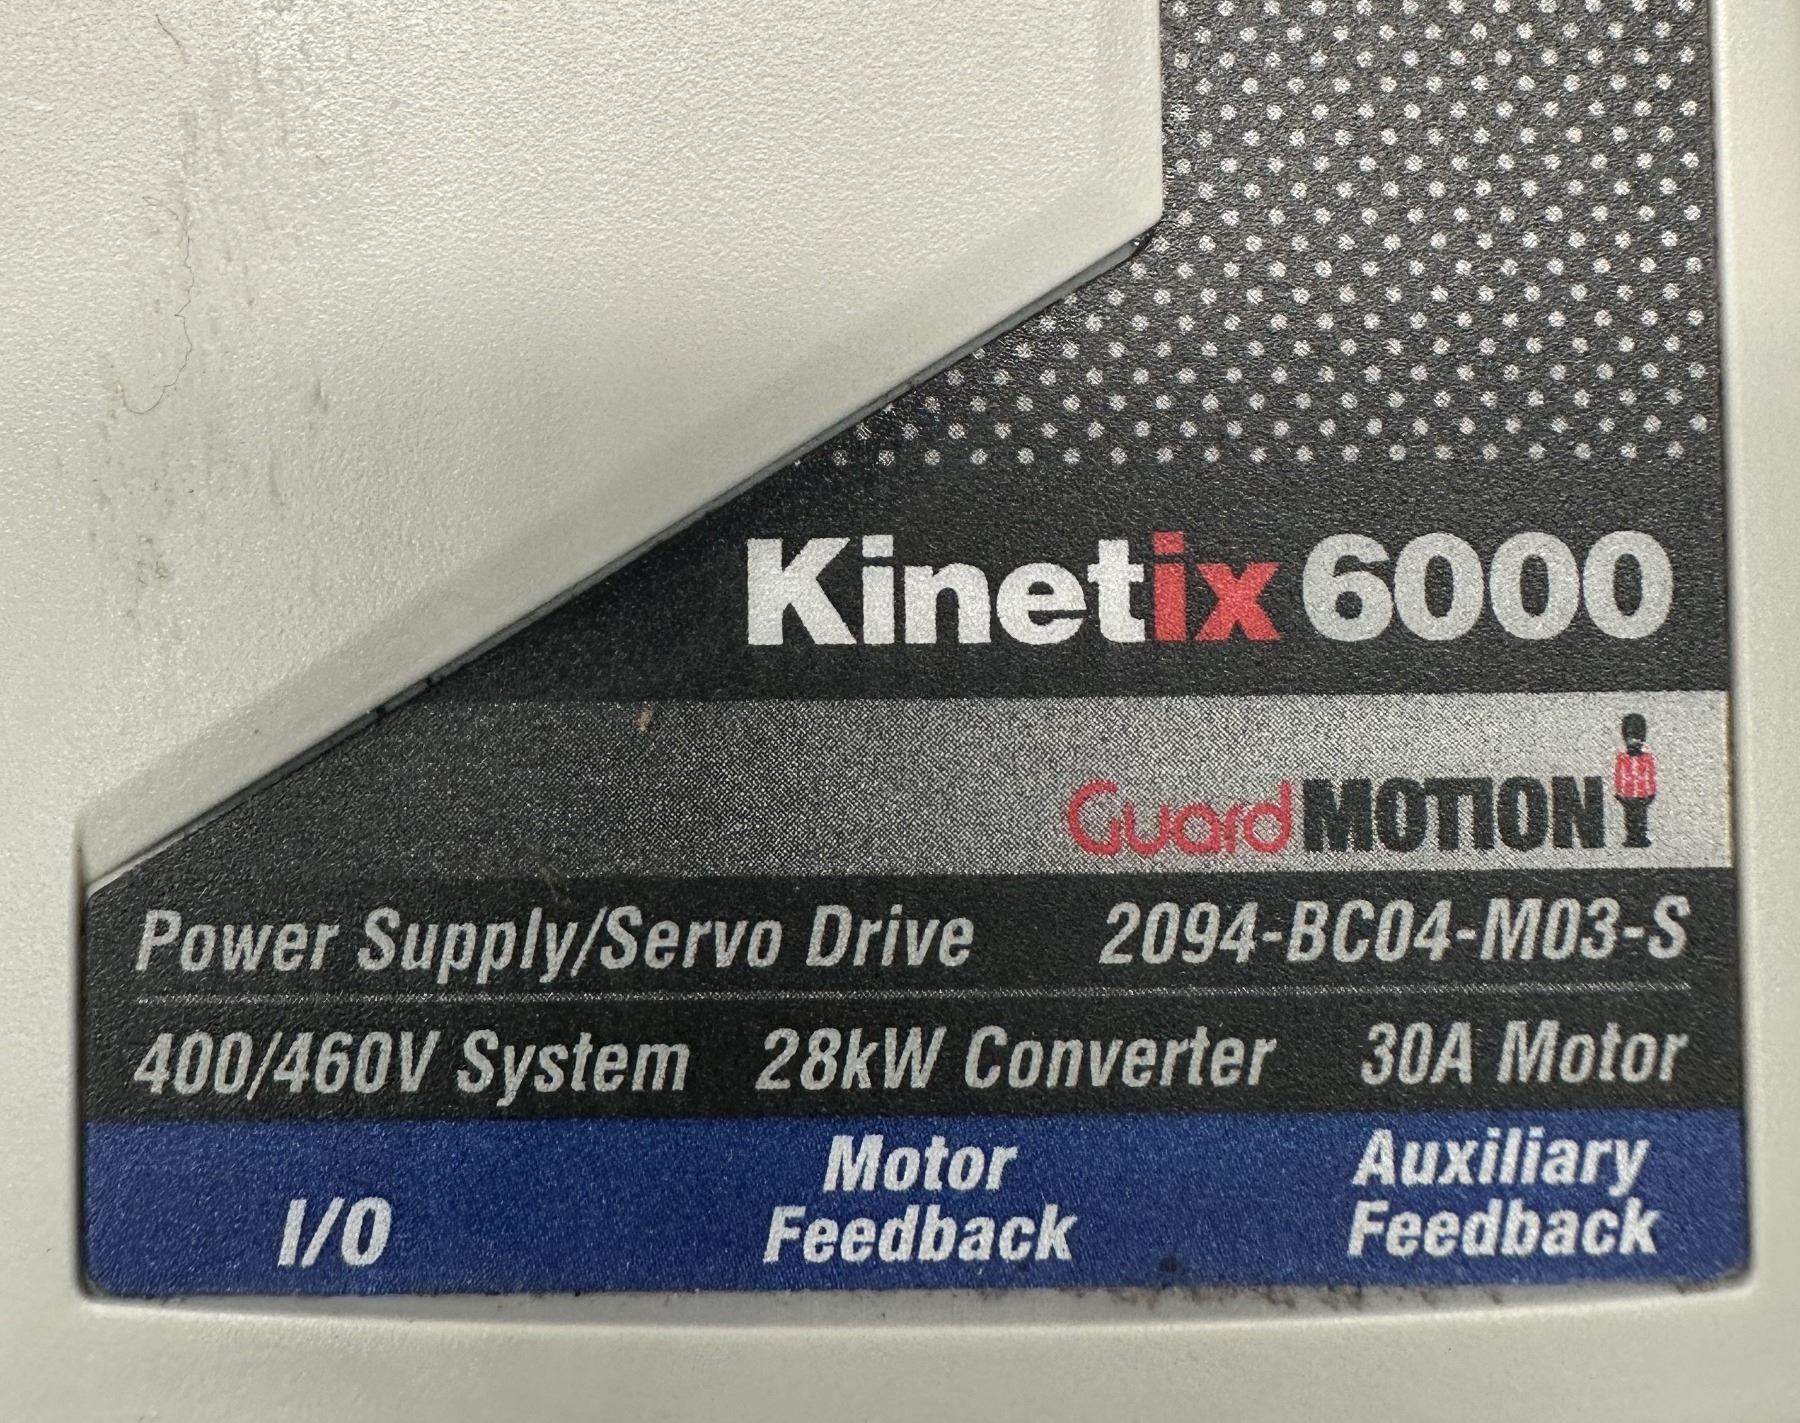 Kinetix 6000
GuardMOTION
Power Supply/Servo Drive 2094-BC04-M03-S
400/460V System 28kW Converter 30A Motor
I/O
Motor
Feedback
Auxiliary
Feedback